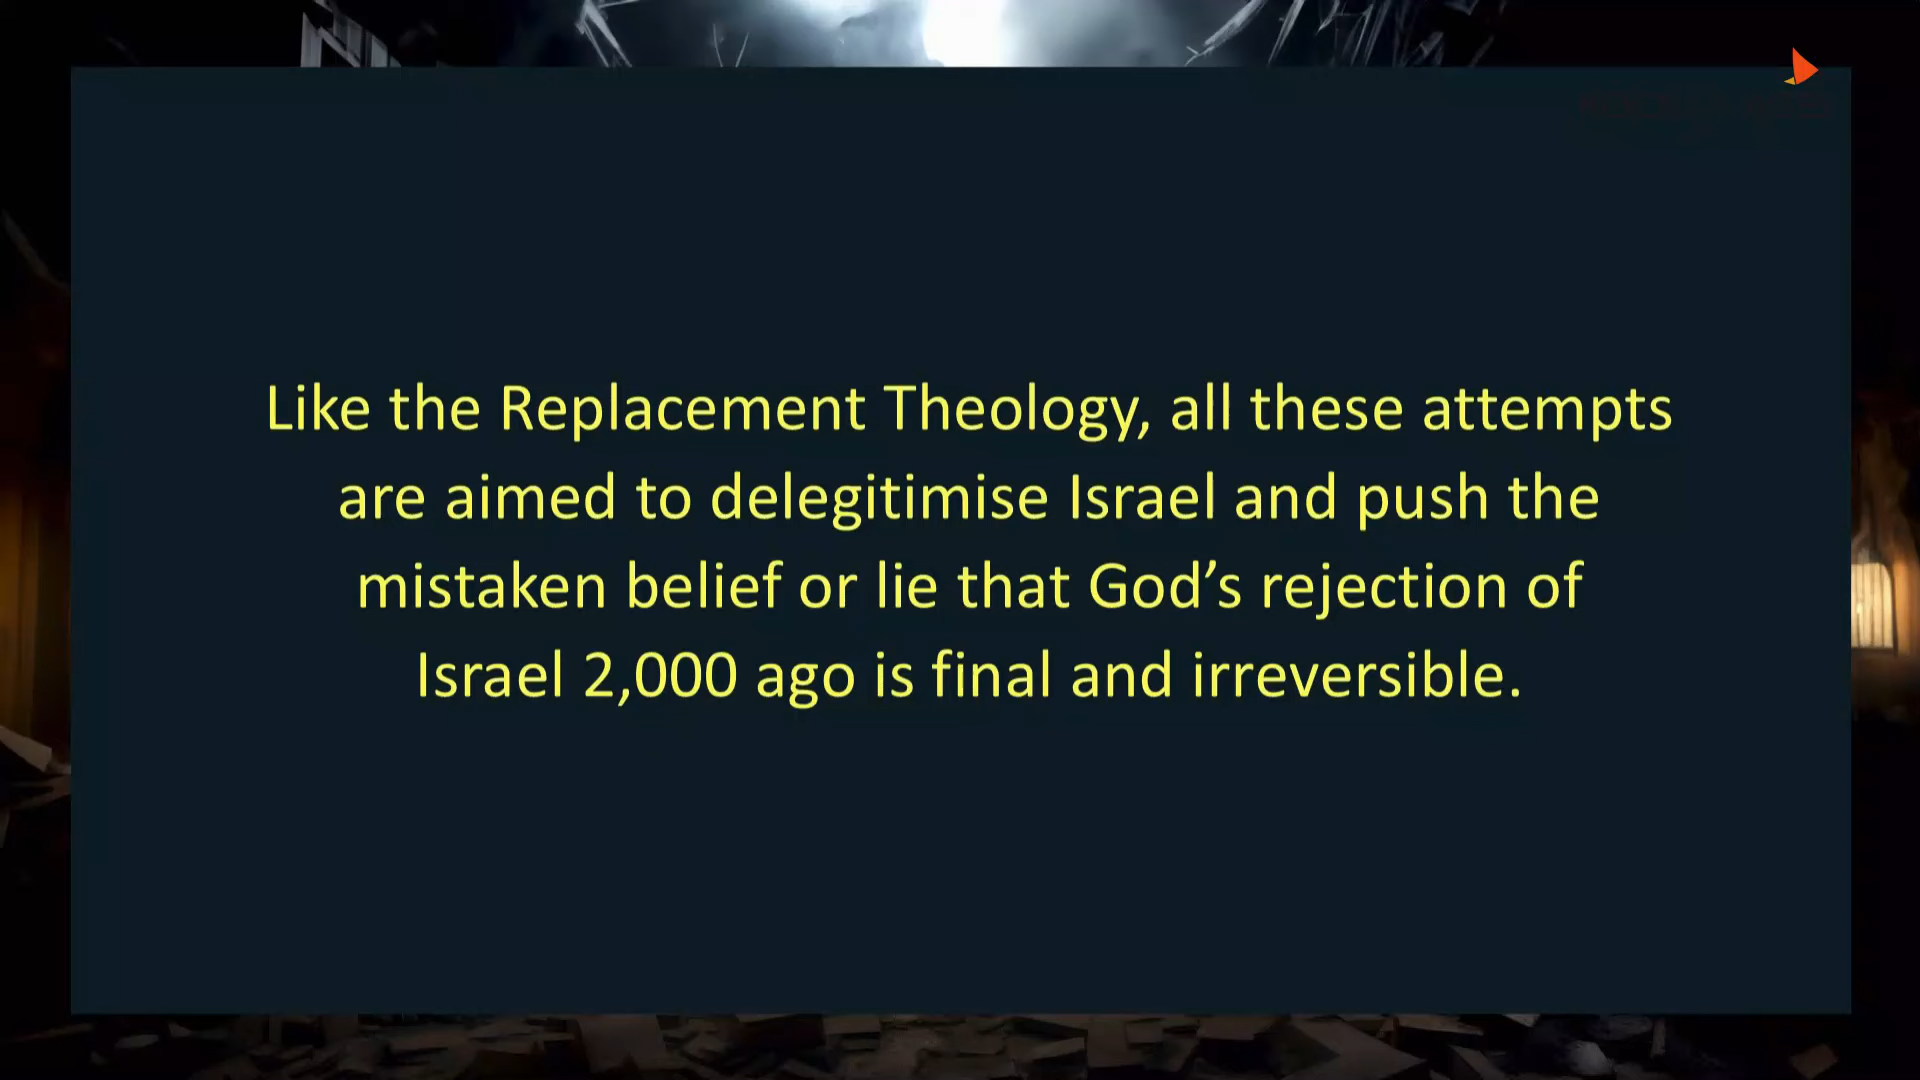 Like the Replacement Theology, all these attempts
are aimed to delegitimise Israel and push the
mistaken belief or lie that God’s rejection of
Israel 2,000 ago is final and irreversible.